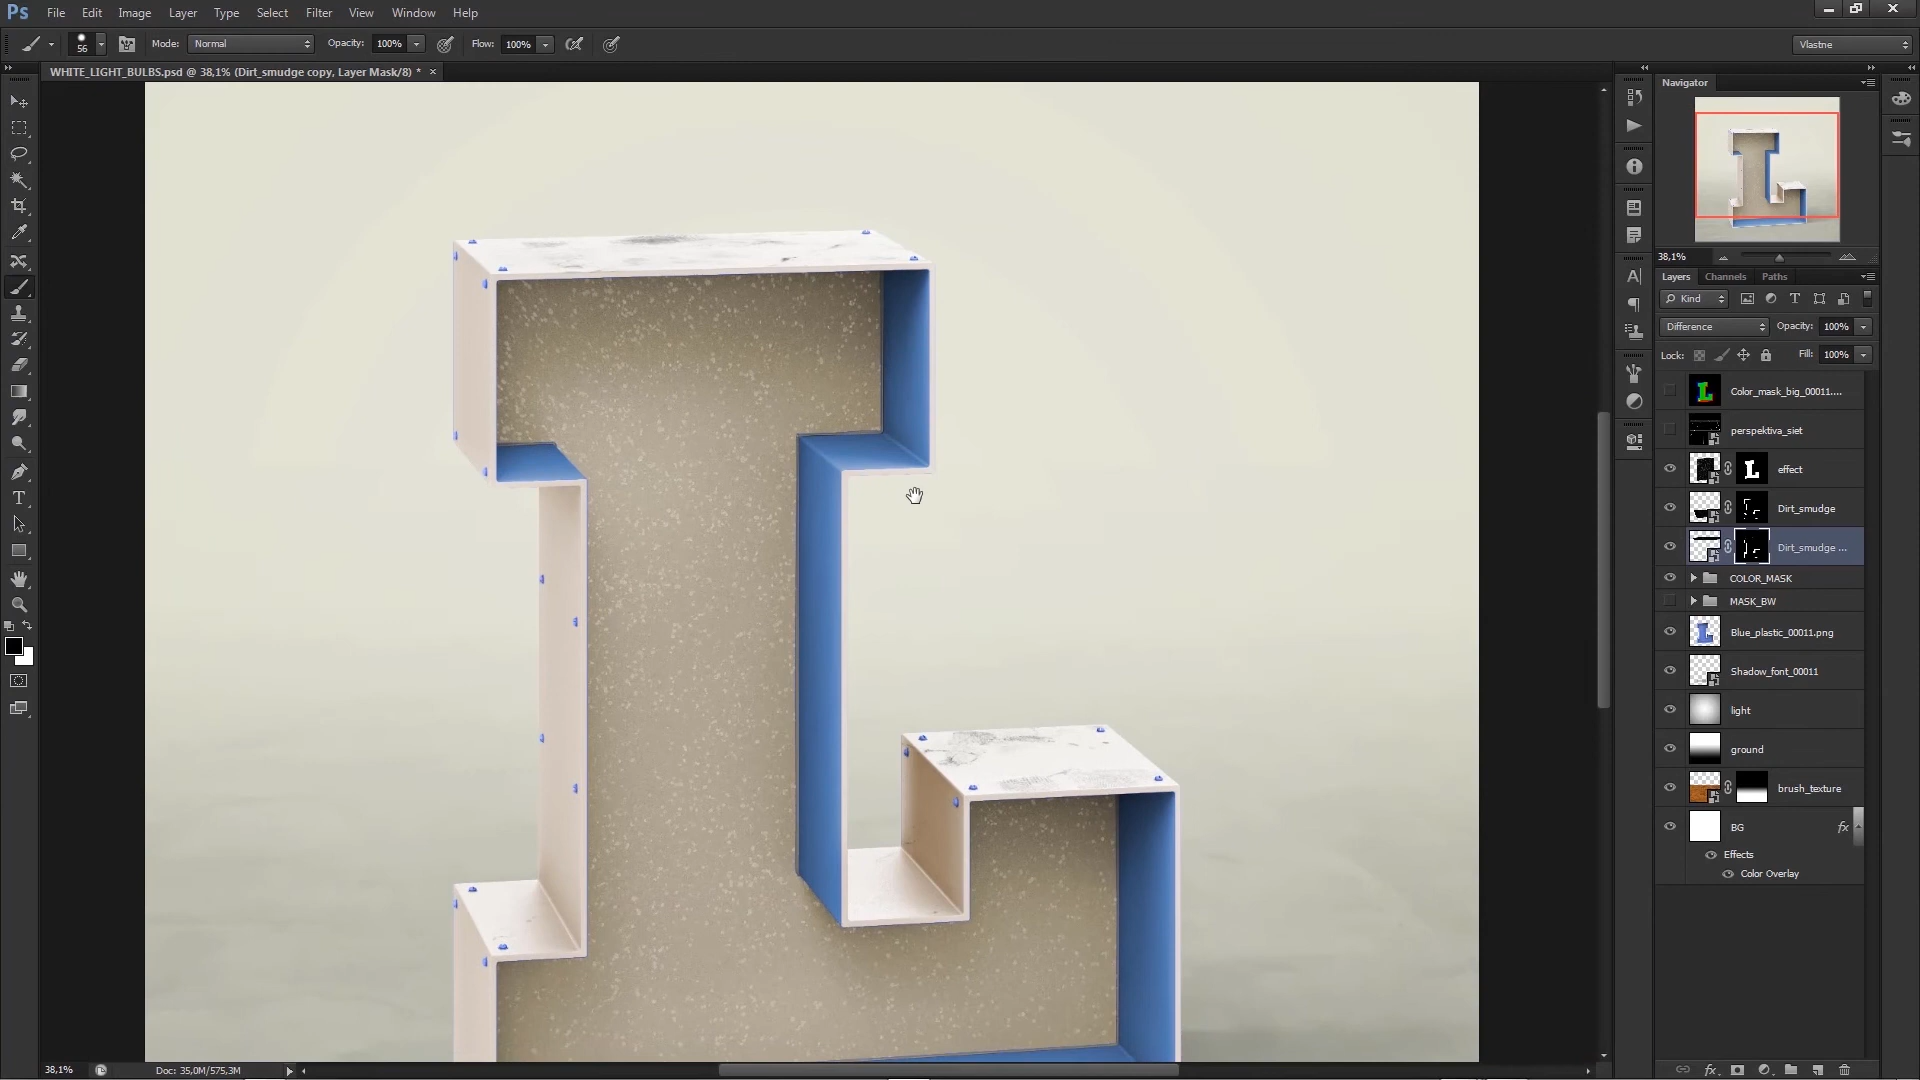 Ps File Edit Image Layer Type Select Filter View Window Help
56 Mode: Normal Opacity: 100% Flow: 100% Vlastne
WHITE_LIGHT_BULBS.psd @ 38,1% (Dirt_smudge copy, Layer Mask/8) * ×
Navigator
38,1%
Layers Channels Paths
Kind
Difference Opacity: 100%
Lock: Fill: 100%
Color_mask_big_00011....
perspektiva_siet
effect
Dirt_smudge
Dirt_smudge ...
COLOR_MASK
MASK_BW
Blue_plastic_00011.png
Shadow_font_00011
light
ground
brush_texture
BG fx
Effects
Color Overlay
38,1% Doc: 35,0M/575,3M